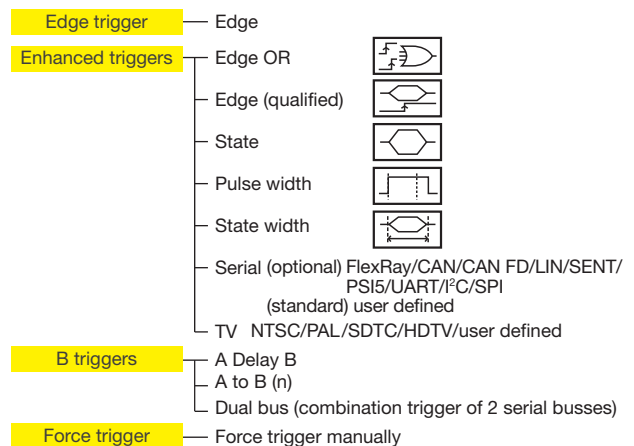 Edge trigger Edge
Enhanced triggers Edge OR
Edge (qualified)
State
Pulse width
State width
Serial (optional) FlexRay/CAN/CAN FD/LIN/SENT/
PSI5/UART/I²C/SPI
(standard) user defined
TV NTSC/PAL/SDTC/HDTV/user defined
B triggers A Delay B
A to B (n)
Dual bus (combination trigger of 2 serial busses)
Force trigger Force trigger manually